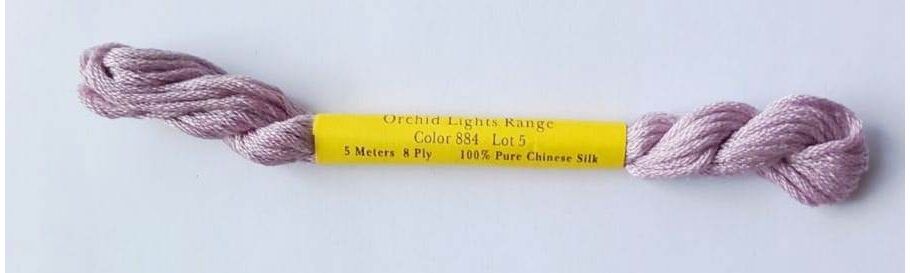 Orchid Lights Range
Color 884 Lot 5
5 Meters 8 Ply 100% Pure Chinese Silk